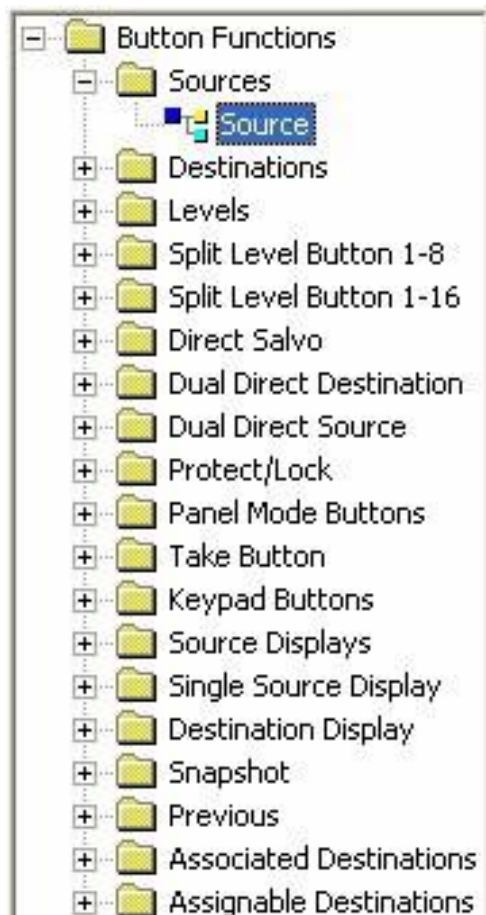 Button Functions
Sources
Source
Destinations
Levels
Split Level Button 1-8
Split Level Button 1-16
Direct Salvo
Dual Direct Destination
Dual Direct Source
Protect/Lock
Panel Mode Buttons
Take Button
Keypad Buttons
Source Displays
Single Source Display
Destination Display
Snapshot
Previous
Associated Destinations
Assignable Destinations